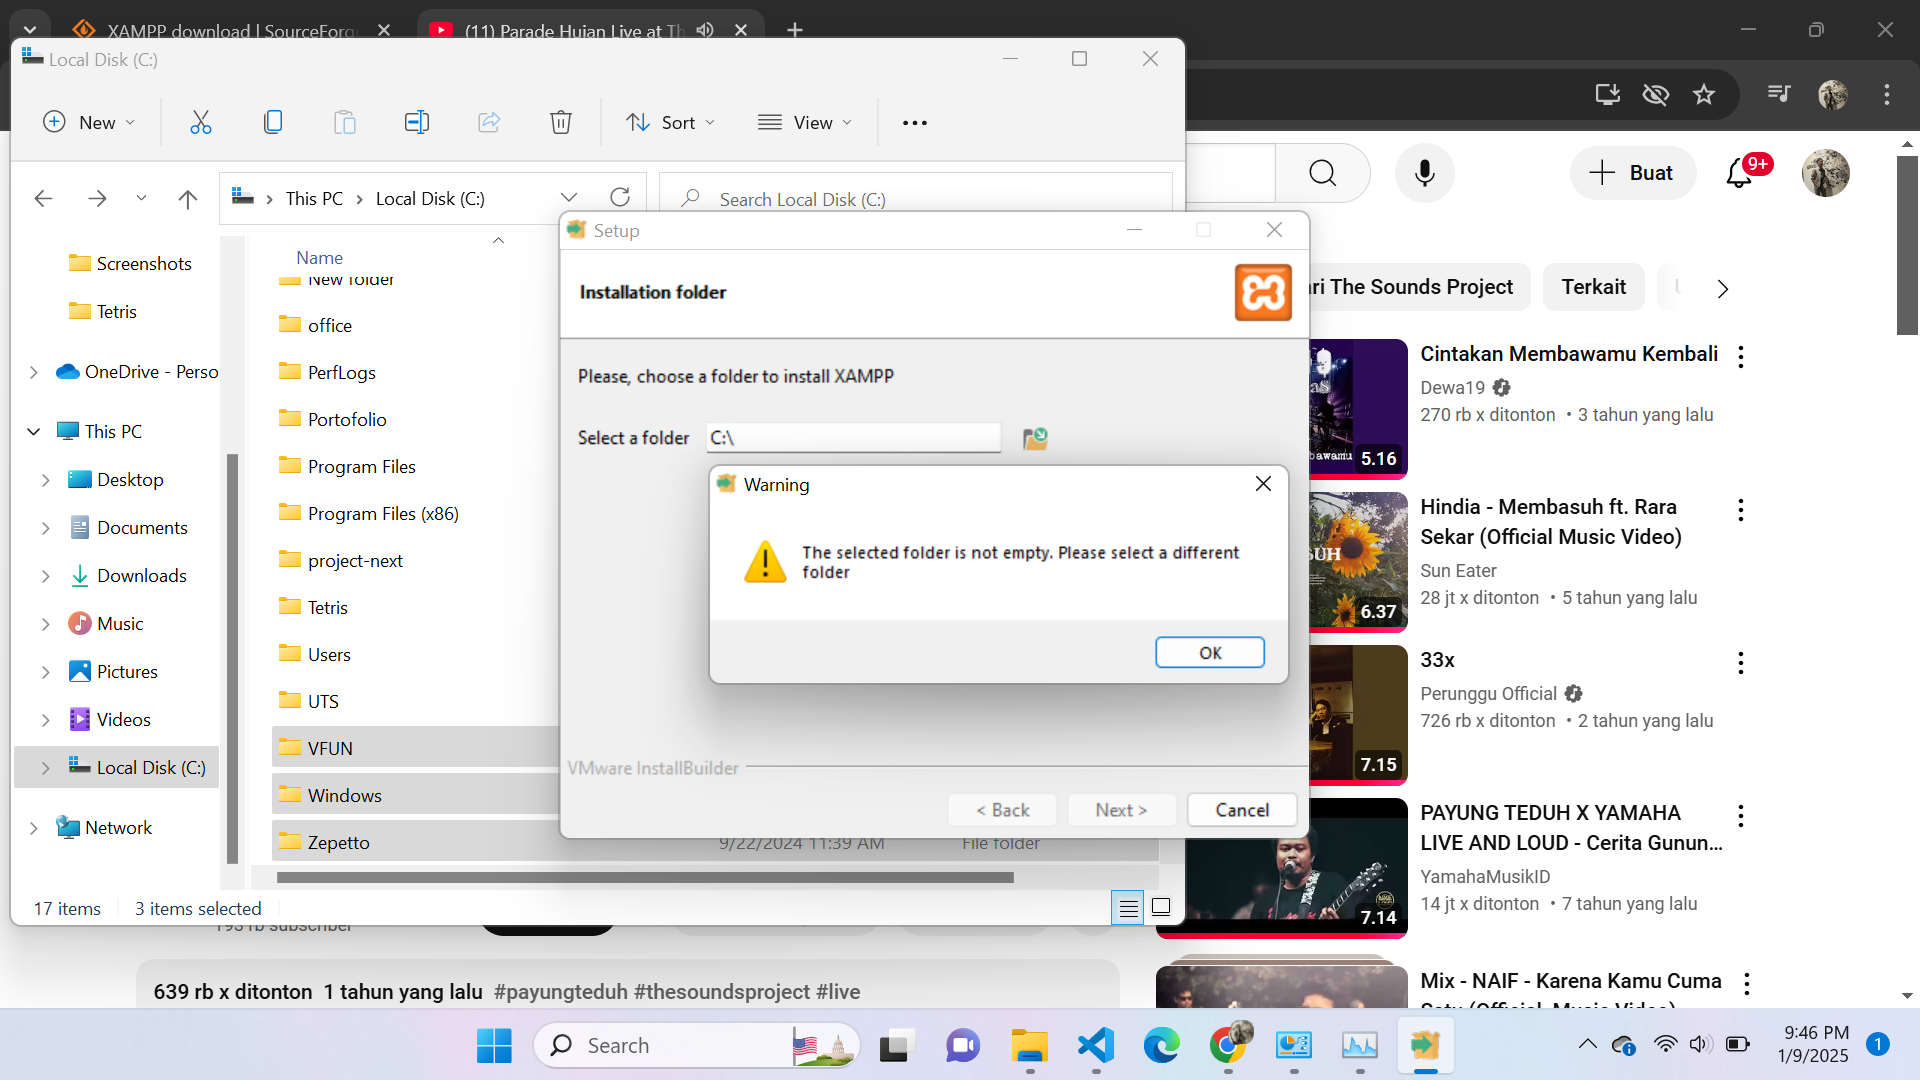 XAMPP download | SourceForg
(11) Parade Hujan Live at Th
Local Disk (C:)
New
Sort
View
This PC
Local Disk (C:)
Search Local Disk (C:)
Screenshots
Tetris
OneDrive - Perso
This PC
Desktop
Documents
Downloads
Music
Pictures
Videos
Local Disk (C:)
Network
Name
New folder
office
PerfLogs
Portofolio
Program Files
Program Files (x86)
project-next
Tetris
Users
UTS
VFUN
Windows
Zepetto
9/22/2024 11:39 AM
File folder
17 items
3 items selected
Setup
Installation folder
Please, choose a folder to install XAMPP
Select a folder
C:\
Warning
The selected folder is not empty. Please select a different
folder
OK
VMware InstallBuilder
< Back
Next >
Cancel
Buat
9+
ari The Sounds Project
Terkait
Cintakan Membawamu Kembali
Dewa19
270 rb x ditonton • 3 tahun yang lalu
5.16
Hindia - Membasuh ft. Rara
Sekar (Official Music Video)
Sun Eater
28 jt x ditonton • 5 tahun yang lalu
6.37
33x
Perunggu Official
726 rb x ditonton • 2 tahun yang lalu
7.15
PAYUNG TEDUH X YAMAHA
LIVE AND LOUD - Cerita Gunun...
YamahaMusikID
14 jt x ditonton • 7 tahun yang lalu
7.14
Mix - NAIF - Karena Kamu Cuma
Satu (Official Music Video)
193 rb subscriber
639 rb x ditonton 1 tahun yang lalu #payungteduh #thesoundsproject #live
Search
9:46 PM
1/9/2025
1